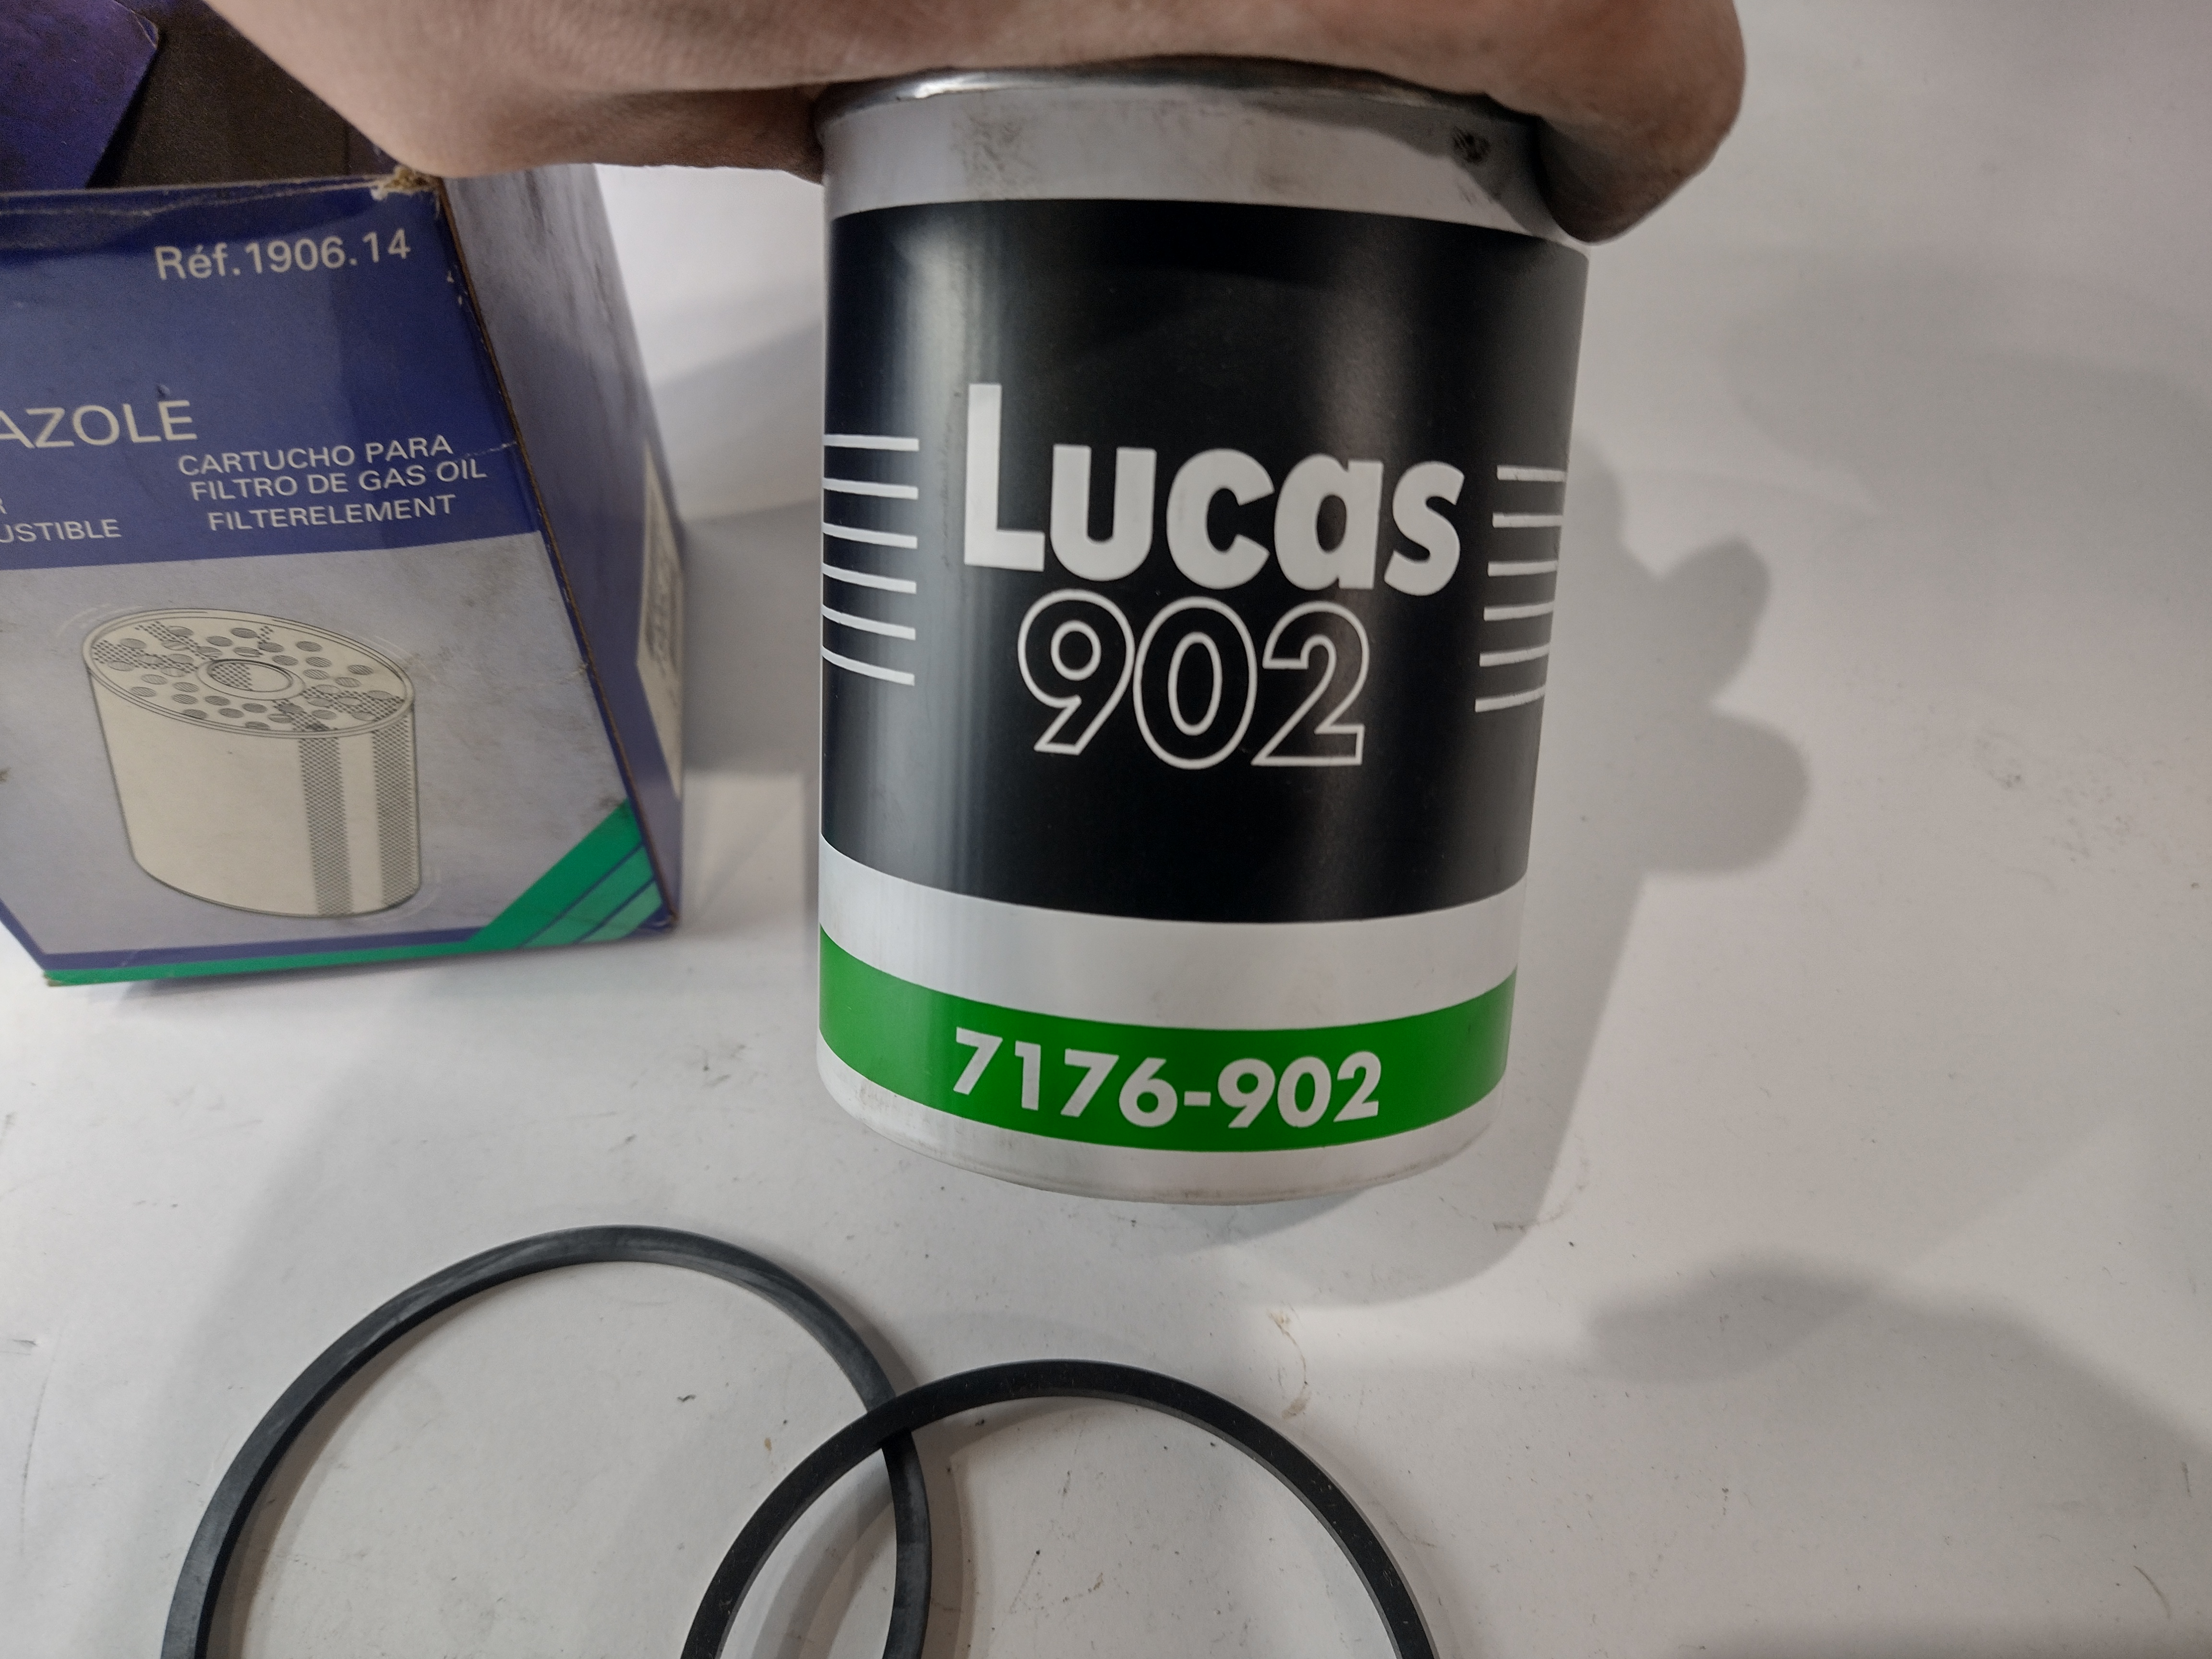 Réf.1906.14
AZOLE
CARTUCHO PARA
FILTRO DE GAS OIL
USTIBLE
FILTERELEMENT
Lucas
902
7176-902